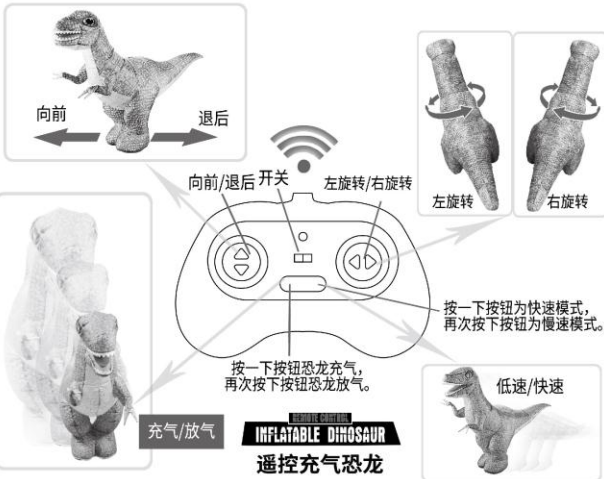 向前
退后
左旋转
右旋转
向前/退后
开关
左旋转/右旋转
按一下按钮为快速模式，
再次按下按钮为慢速模式。
按一下按钮恐龙充气，
再次按下按钮恐龙放气。
充气/放气
低速/快速
REMOTE CONTROL
INFLATABLE DINOSAUR
遥控充气恐龙